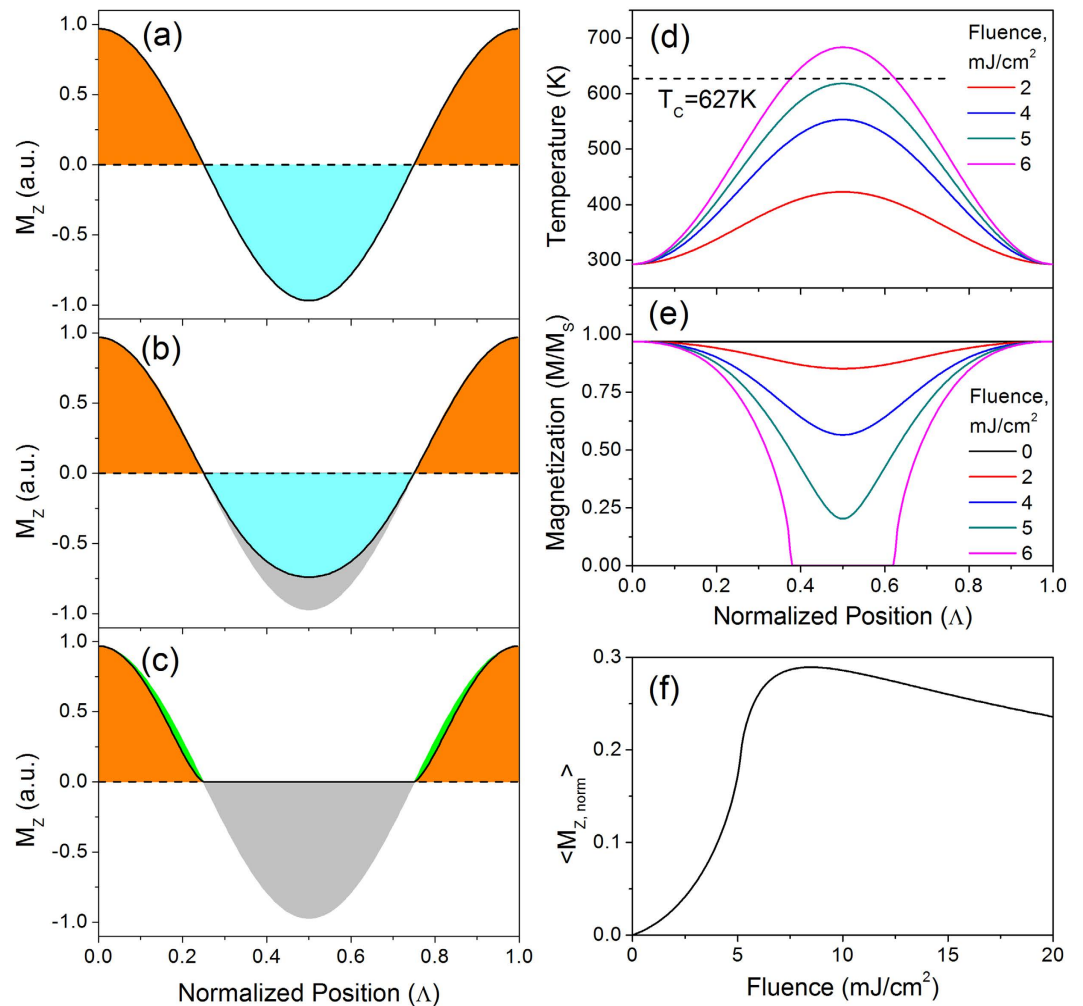 (a)
1.0
0.5
0.0
-0.5
-1.0
M_Z (a.u.)
(b)
1.0
0.5
0.0
-0.5
-1.0
M_Z (a.u.)
(c)
1.0
0.5
0.0
-0.5
-1.0
M_Z (a.u.)
0.0 0.2 0.4 0.6 0.8 1.0
Normalized Position (Λ)
(d)
700
600
500
400
300
Temperature (K)
T_C=627K
Fluence,
mJ/cm²
2
4
5
6
(e)
1.00
0.75
0.50
0.25
0.00
Magnetization (M/M_S)
Fluence,
mJ/cm²
0
2
4
5
6
0.0 0.2 0.4 0.6 0.8 1.0
Normalized Position (Λ)
(f)
0.3
0.2
0.1
0.0
<M_Z, norm>
0 5 10 15 20
Fluence (mJ/cm²)